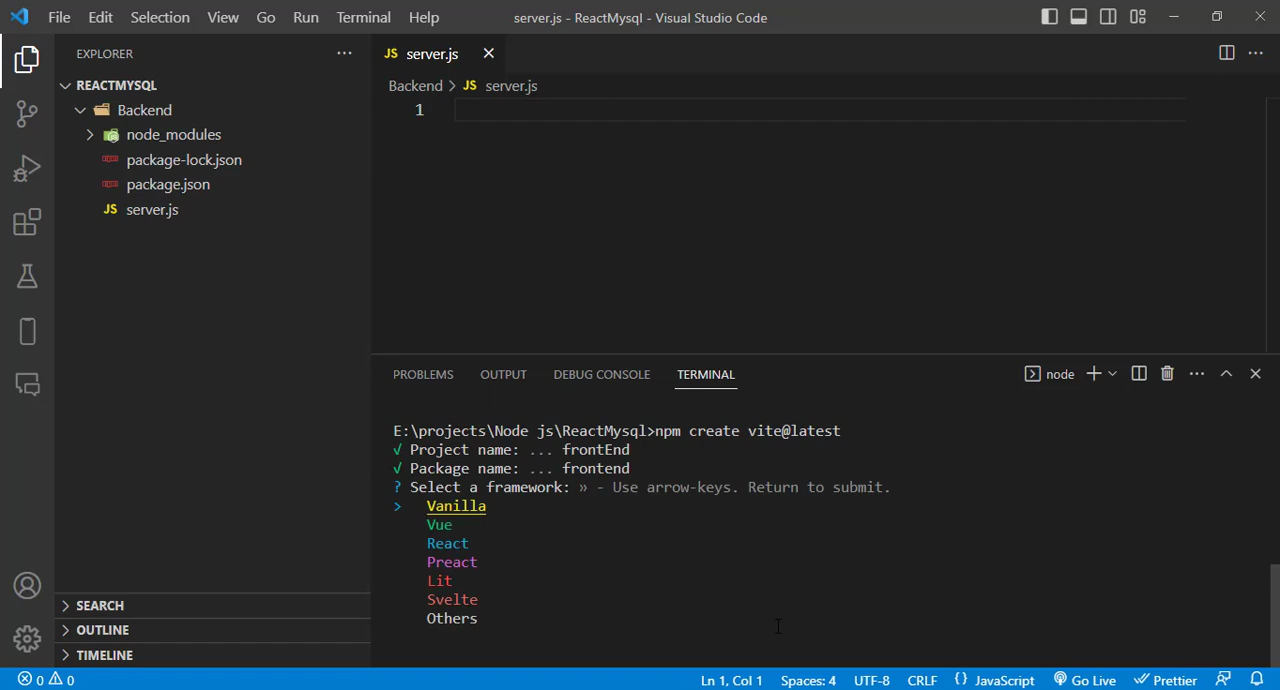 File Edit Selection View Go Run Terminal Help server.js - ReactMysql - Visual Studio Code
EXPLORER
JS server.js
REACTMYSQL
Backend > JS server.js
Backend
1
node_modules
package-lock.json
package.json
JS server.js
PROBLEMS OUTPUT DEBUG CONSOLE TERMINAL node
E:\projects\Node js\ReactMysql>npm create vite@latest
√ Project name: ... frontEnd
√ Package name: ... frontend
? Select a framework: » - Use arrow-keys. Return to submit.
> Vanilla
Vue
React
Preact
Lit
Svelte
Others
SEARCH
OUTLINE
TIMELINE
0 0 Ln 1, Col 1 Spaces: 4 UTF-8 CRLF {} JavaScript Go Live Prettier